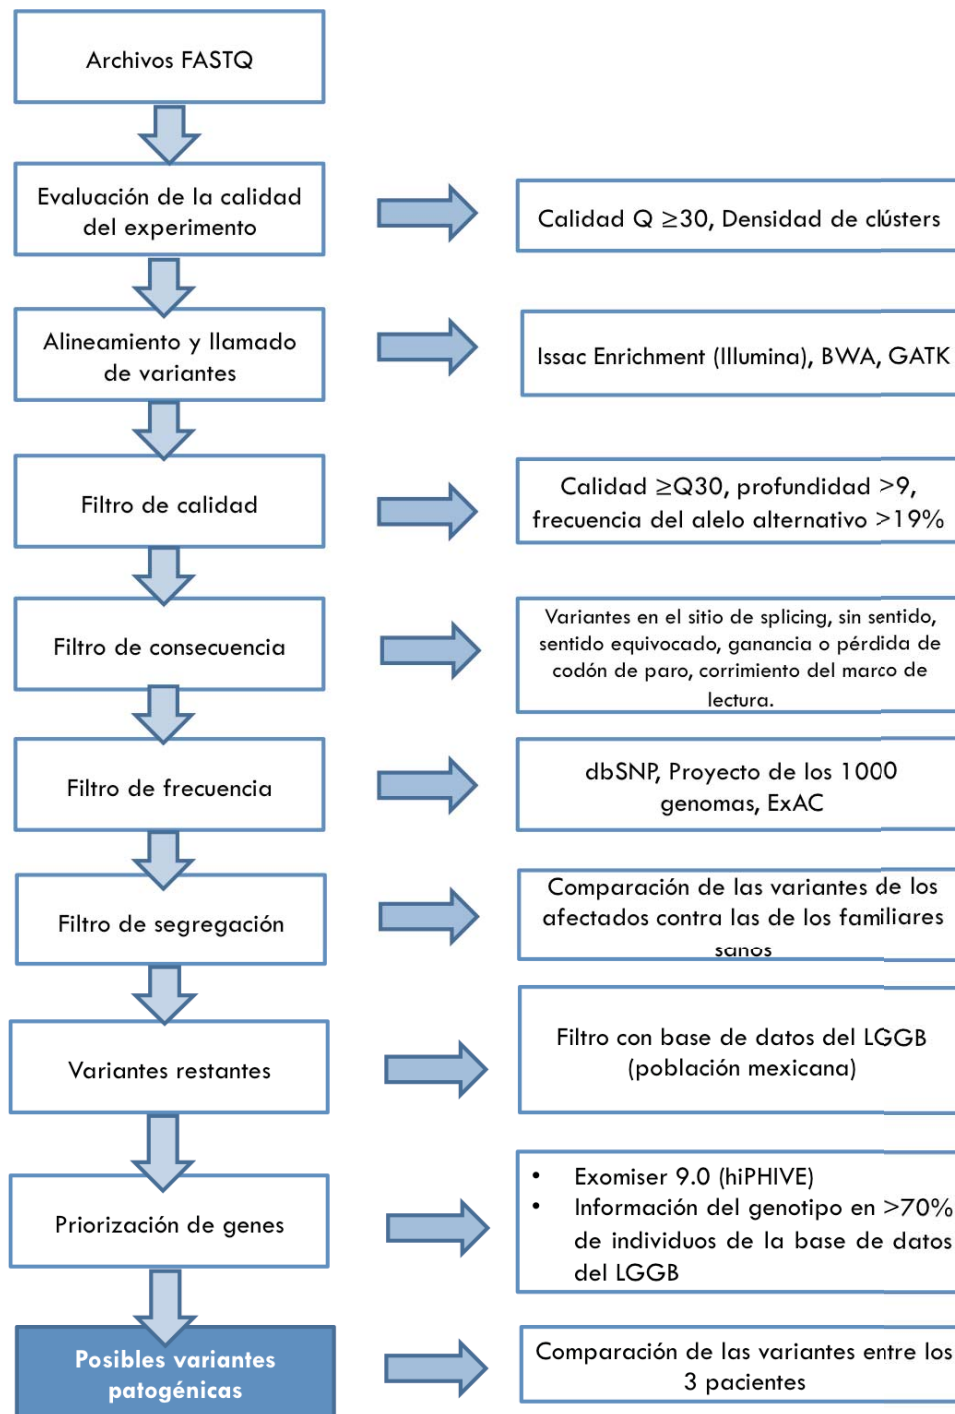 Archivos FASTQ
Evaluación de la calidad
del experimento
Calidad Q ≥30, Densidad de clústers
Alineamiento y llamado
de variantes
Issac Enrichment (Illumina), BWA, GATK
Filtro de calidad
Calidad ≥Q30, profundidad >9,
frecuencia del alelo alternativo >19%
Filtro de consecuencia
Variantes en el sitio de splicing, sin sentido,
sentido equivocado, ganancia o pérdida de
codón de paro, corrimiento del marco de
lectura.
Filtro de frecuencia
dbSNP, Proyecto de los 1000
genomas, ExAC
Filtro de segregación
Comparación de las variantes de los
afectados contra las de los familiares
sanos
Variantes restantes
Filtro con base de datos del LGGB
(población mexicana)
Priorización de genes
• Exomiser 9.0 (hiPHIVE)
• Información del genotipo en >70%
de individuos de la base de datos
del LGGB
Posibles variantes
patogénicas
Comparación de las variantes entre los
3 pacientes